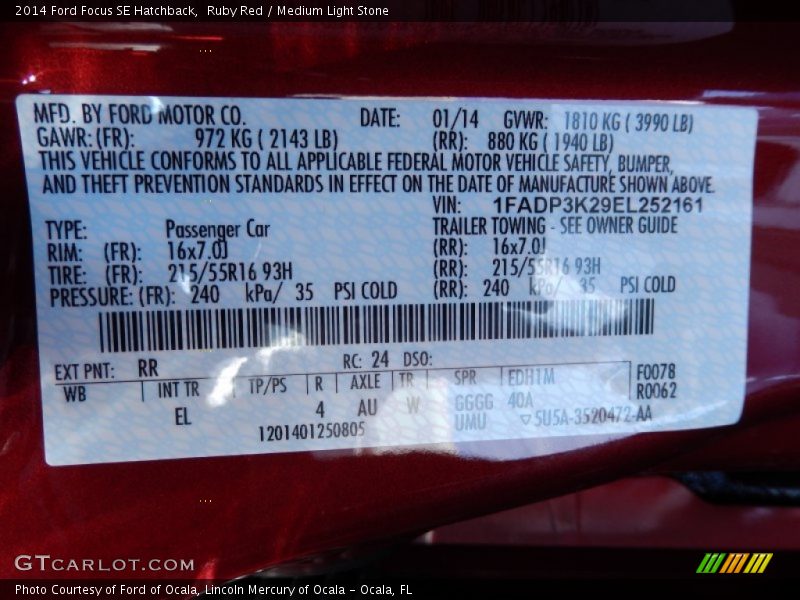 2014 Ford Focus SE Hatchback, Ruby Red / Medium Light Stone
MFD. BY FORD MOTOR CO. DATE: 01/14 GVWR: 1810 KG ( 3990 LB)
GAWR: (FR): 972 KG ( 2143 LB) (RR): 880 KG ( 1940 LB)
THIS VEHICLE CONFORMS TO ALL APPLICABLE FEDERAL MOTOR VEHICLE SAFETY, BUMPER,
AND THEFT PREVENTION STANDARDS IN EFFECT ON THE DATE OF MANUFACTURE SHOWN ABOVE.
VIN: 1FADP3K29EL252161
TYPE: Passenger Car TRAILER TOWING - SEE OWNER GUIDE
RIM: (FR): 16x7.0J (RR): 16x7.0J
TIRE: (FR): 215/55R16 93H (RR): 215/55R16 93H
PRESSURE: (FR): 240 kPa/ 35 PSI COLD (RR): 240 kPa/ 35 PSI COLD
EXT PNT: RR RC: 24 DSO:
WB INT TR TP/PS R AXLE TR SPR EDH1M F0078
EL 4 AU W GGGG 40A R0062
UMU ▽5U5A-3520472-AA
1201401250805
GTCARLOT.COM
Photo Courtesy of Ford of Ocala, Lincoln Mercury of Ocala - Ocala, FL